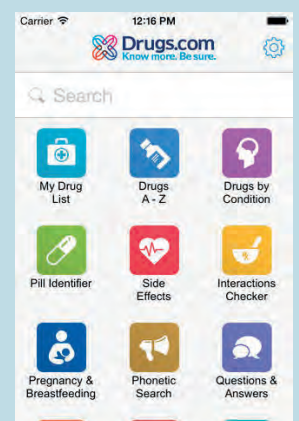 Carrier 12:16 PM
Drugs.com
Know more. Be sure.
Search
My Drug
List
Drugs
A - Z
Drugs by
Condition
Pill Identifier
Side
Effects
Interactions
Checker
Pregnancy &
Breastfeeding
Phonetic
Search
Questions &
Answers